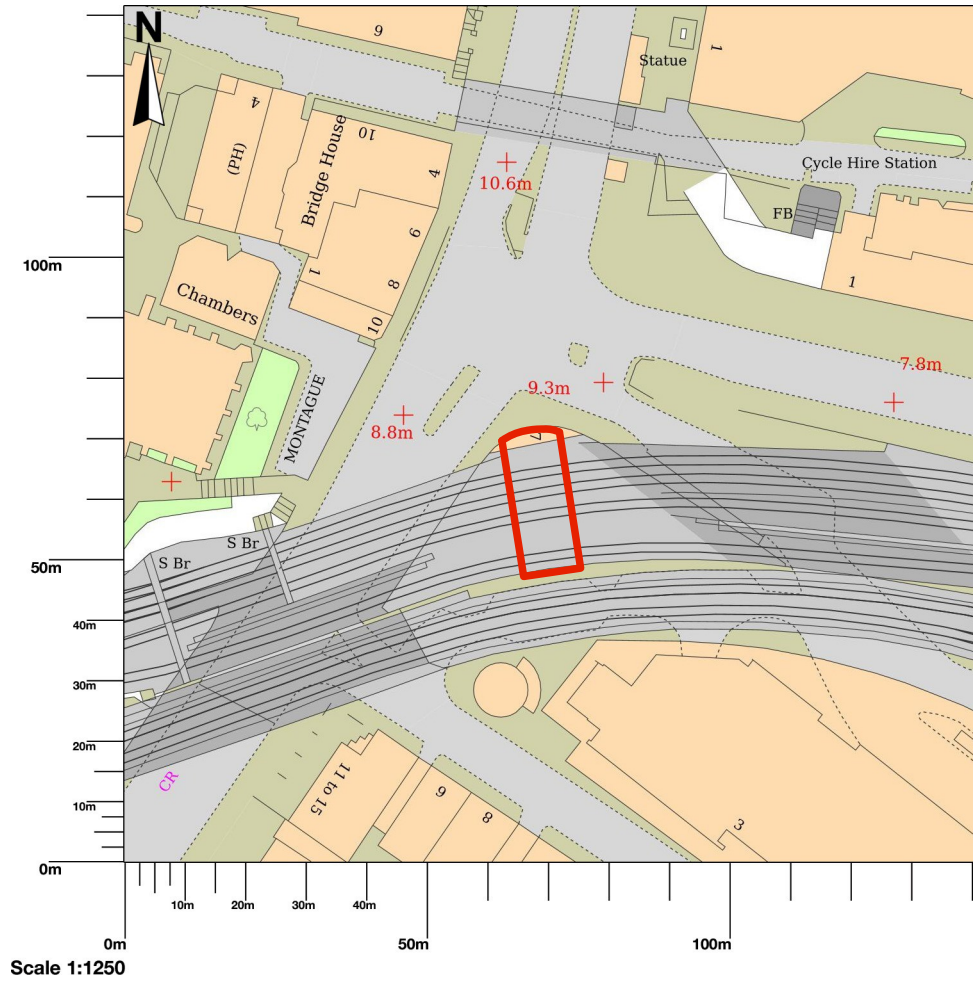 N
6
Statue
1
4
(PH)
10
Bridge House
4
Cycle Hire Station
10.6m
FB
9
1
8
1
Chambers
100m
10
7.8m
9.3m
MONTAGUE
8.8m
7
S Br
S Br
50m
40m
30m
20m
CR
11 to 15
10m
9
8
3
0m
10m
20m
30m
40m
0m
50m
100m
Scale 1:1250